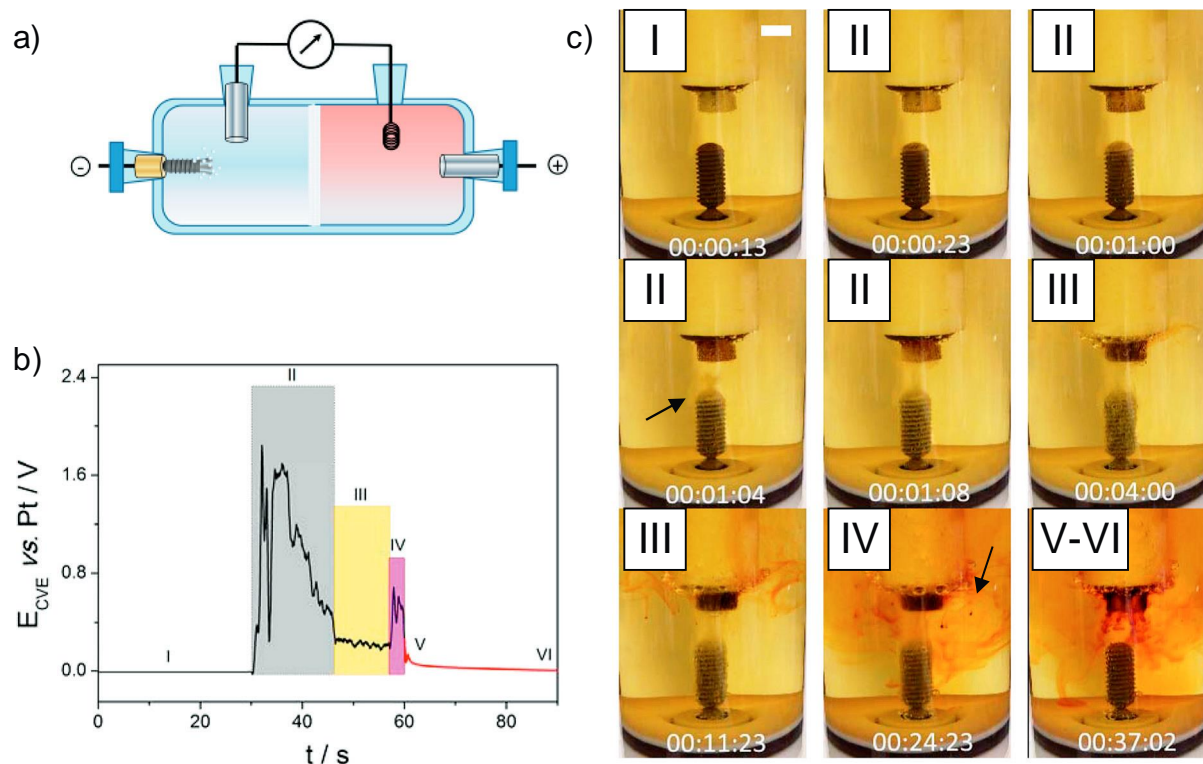 a)
⊖
⊕
b)
E_CVE vs. Pt / V
2.4
1.6
0.8
0.0
I
II
III
IV
V
VI
0
20
40
60
80
t / s
c)
I
00:00:13
II
00:00:23
II
00:01:00
II
00:01:04
II
00:01:08
III
00:04:00
III
00:11:23
IV
00:24:23
V-VI
00:37:02